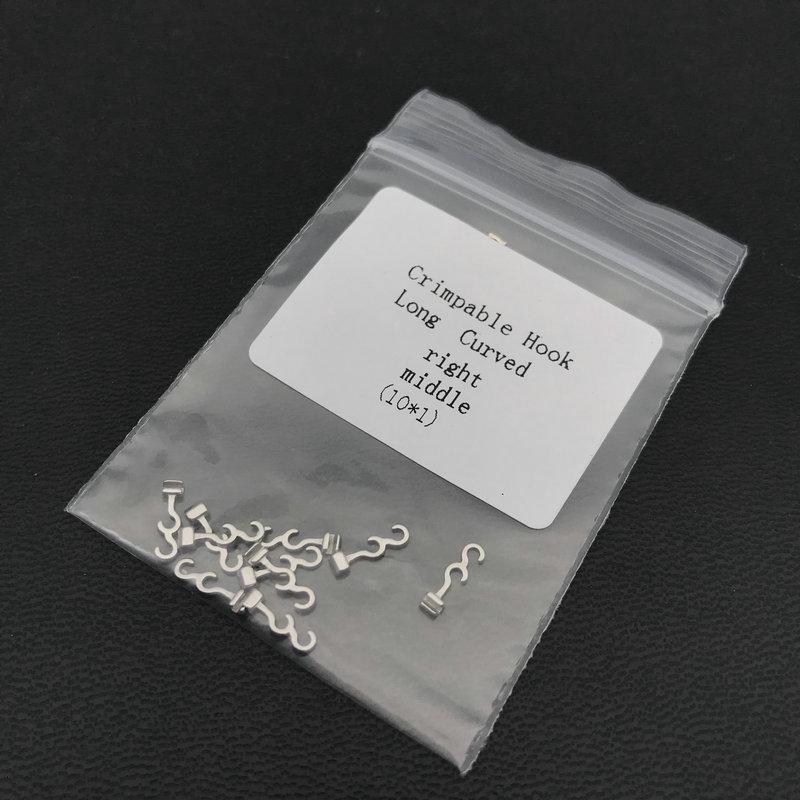 Crimpable Hook
Long Curved
right
middle
(10*1)